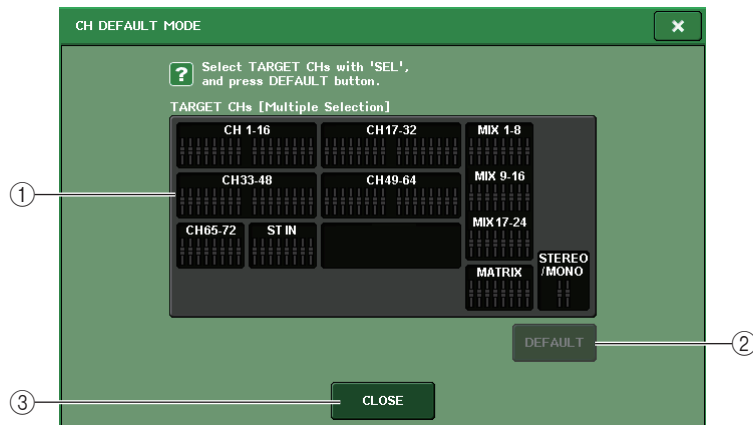 CH DEFAULT MODE
×
? Select TARGET CHs with 'SEL',
and press DEFAULT button.
TARGET CHs [Multiple Selection]
CH 1-16 CH17-32 MIX 1-8
CH33-48 CH49-64 MIX 9-16
① 
CH65-72 ST IN MIX17-24
MATRIX STEREO
/MONO
DEFAULT ②
③ CLOSE